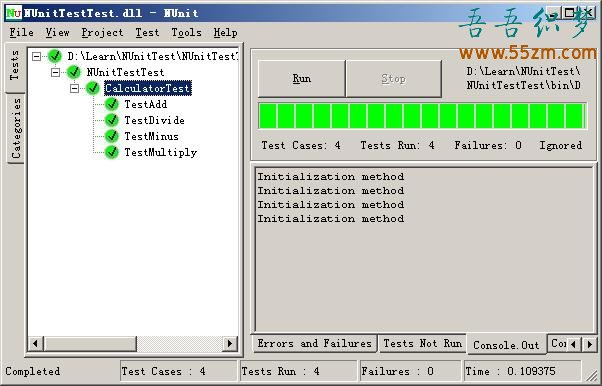 NUnitTestTest.dll - NUnit
吾吾织梦
www.55zm.com
File View Project Test Tools Help
Tests
Categories
D:\Learn\NUnitTest\NUnitTest
NUnitTestTest
CalculatorTest
TestAdd
TestDivide
TestMinus
TestMultiply
Run
Stop
D:\Learn\NUnitTest\
NUnitTestTest\bin\D
Test Cases: 4 Tests Run: 4 Failures: 0 Ignored
Initialization method
Initialization method
Initialization method
Initialization method
Errors and Failures Tests Not Run Console.Out
Completed Test Cases : 4 Tests Run : 4 Failures : 0 Time : 0.109375